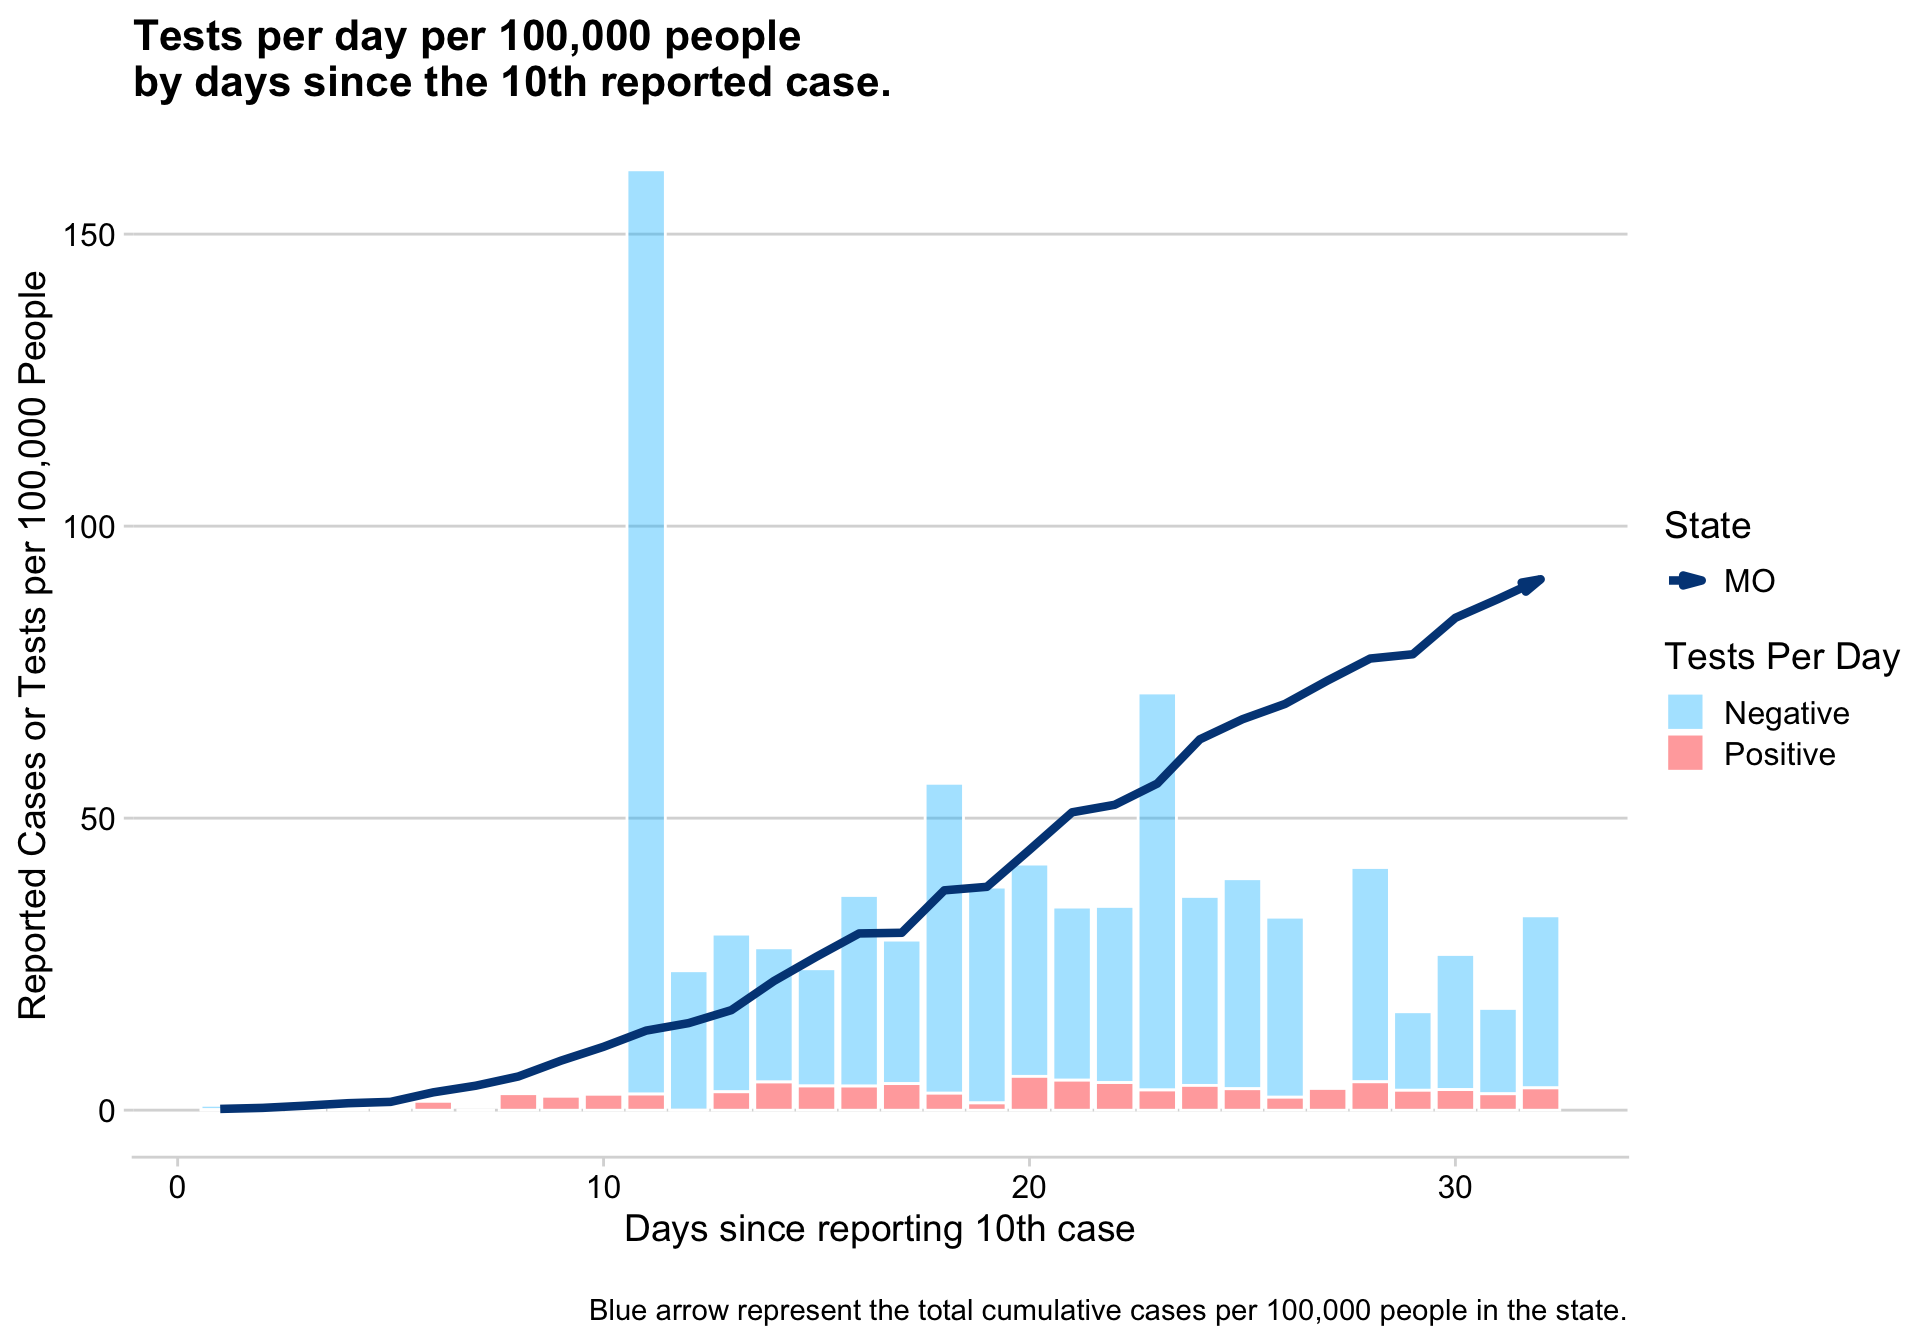 Tests per day per 100,000 people
by days since the 10th reported case.
Reported Cases or Tests per 100,000 People
150
100
50
0
0
10
20
30
Days since reporting 10th case
State
MO
Tests Per Day
Negative
Positive
Blue arrow represent the total cumulative cases per 100,000 people in the state.